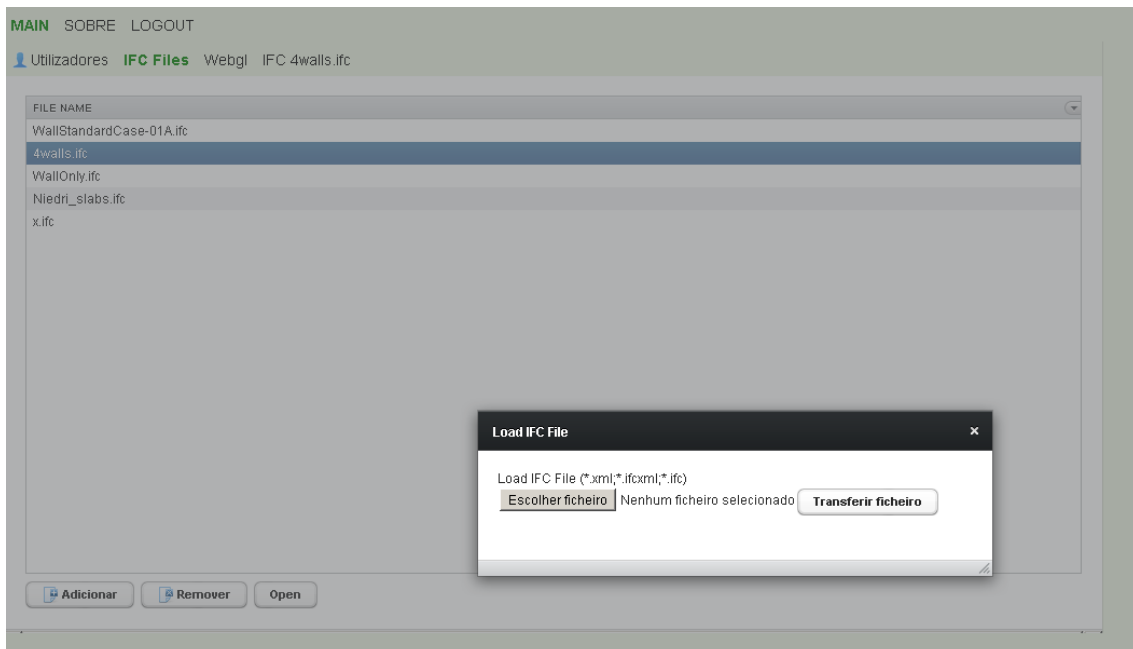 MAIN SOBRE LOGOUT
Utilizadores IFC Files Webgl IFC 4walls.ifc
FILE NAME
WallStandardCase-01A.ifc
4walls.ifc
WallOnly.ifc
Niedri_slabs.ifc
x.ifc
Load IFC File ×
Load IFC File (*.xml;*.ifcxml;*.ifc)
Escolher ficheiro Nenhum ficheiro selecionado Transferir ficheiro
Adicionar Remover Open